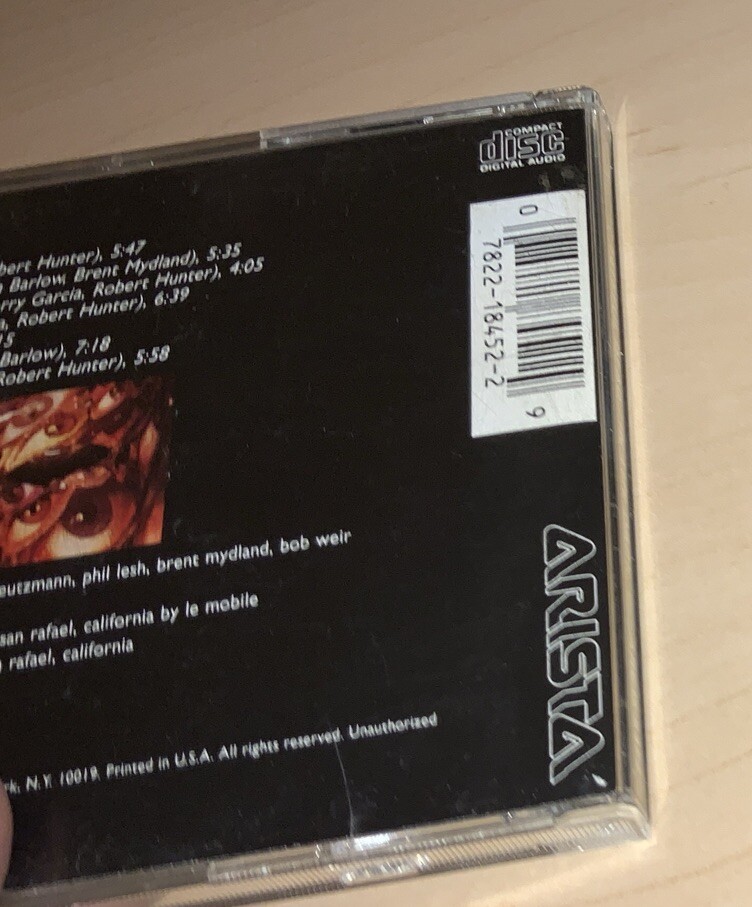 COMPACT
disc
DIGITAL AUDIO
bert Hunter), 5:47
Barlow, Brent Mydland), 5:35
rry Garcia, Robert Hunter), 4:05
a, Robert Hunter), 6:39
15
Barlow), 7:18
Robert Hunter), 5:58
0
7822-18452-2
9
eutzmann, phil lesh, brent mydland, bob weir
san rafael, california by le mobile
rafael, california
ARISTA
rk, N.Y. 10019. Printed in U.S.A. All rights reserved. Unauthorized